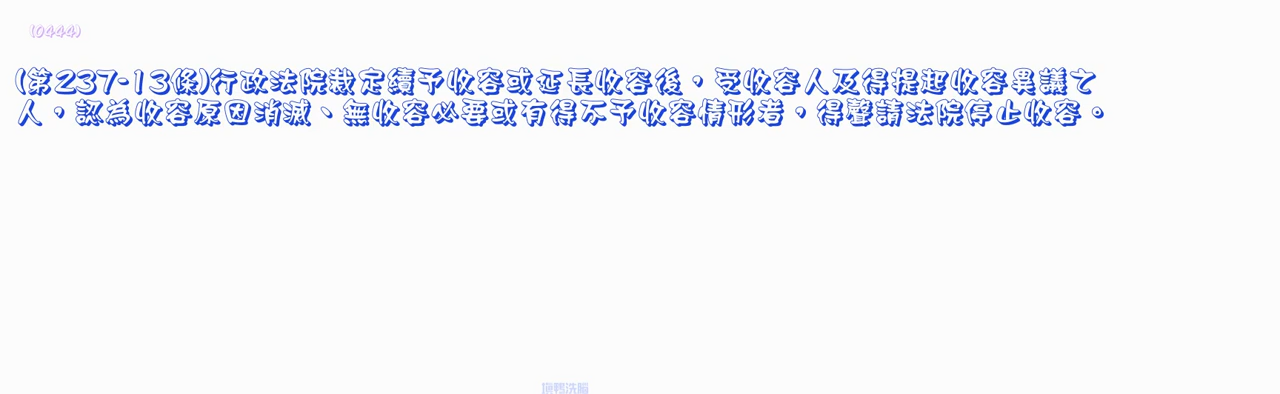 (0444)
(第237-13條)行政法院裁定續予收容或延長收容後，受收容人及得提起收容異議之
人，認為收容原因消滅、無收容必要或有得不予收容情形者，得聲請法院停止收容。